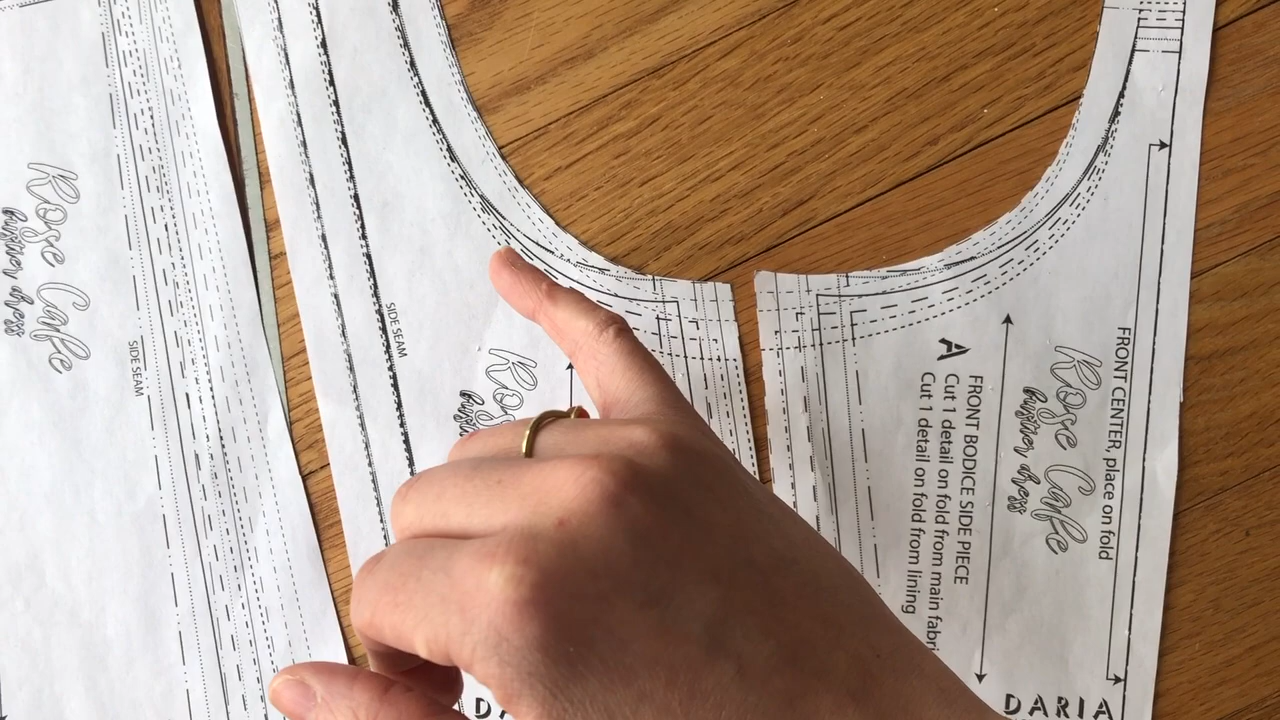 Rose Cafe
bustier dress
SIDE SEAM
SIDE SEAM
A
FRONT BODICE SIDE PIECE
Cut 1 detail on fold from main fabri
Cut 1 detail on fold from lining
Rose Cafe
bustier dress
FRONT CENTER, place on fold
DARIA